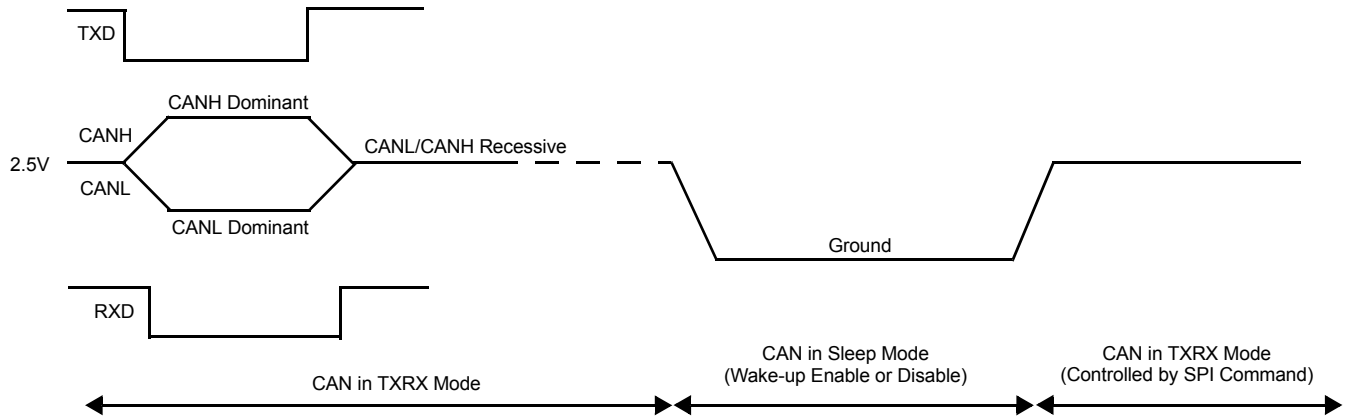 TXD
CANH Dominant
CANH
2.5V
CANL/CANH Recessive
CANL
CANL Dominant
Ground
RXD
CAN in TXRX Mode
CAN in Sleep Mode
(Wake-up Enable or Disable)
CAN in TXRX Mode
(Controlled by SPI Command)